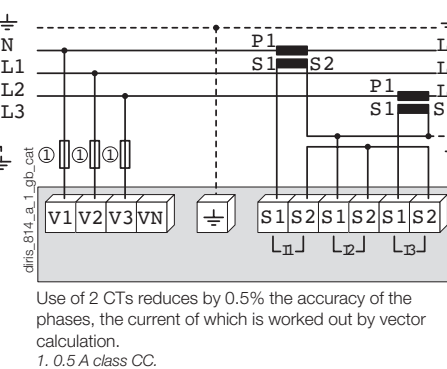 N
L1
L2
L3
P1
S1 S2
P1
S1 S
L
L
L
① ① ①
diris_814_a_1_gb_cat
V1 V2 V3 VN
S1 S2 S1 S2 S1 S2
I1 I2 I3
Use of 2 CTs reduces by 0.5% the accuracy of the
phases, the current of which is worked out by vector
calculation.
1. 0.5 A class CC.